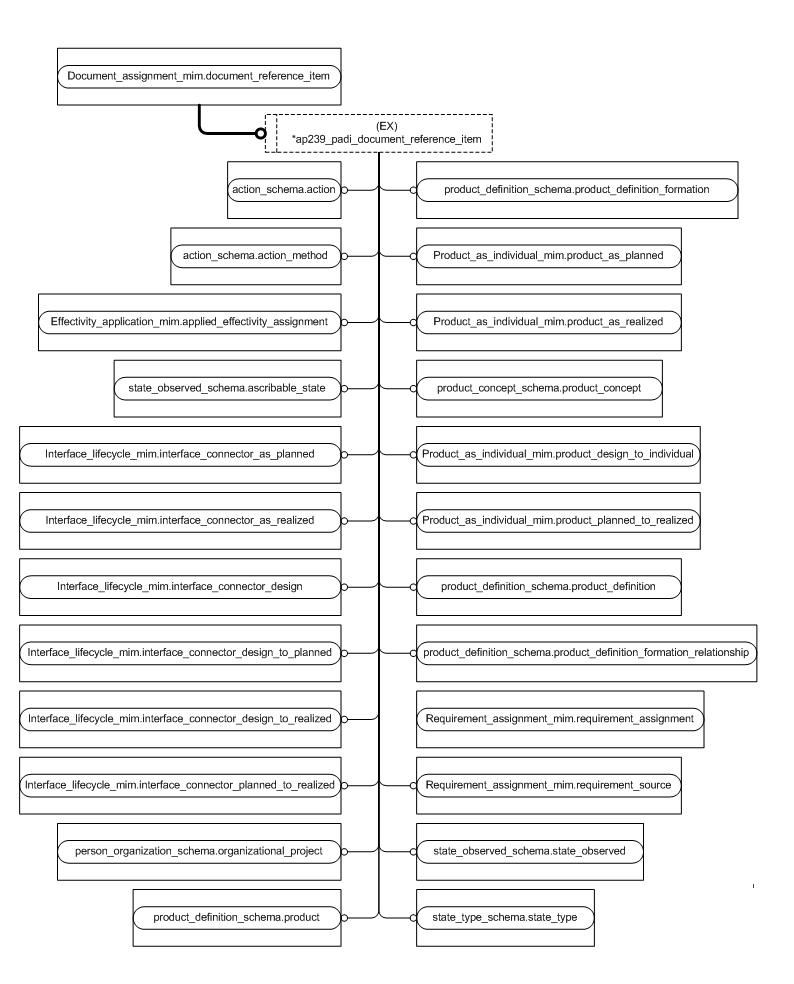 Document_assignment_mim.document_reference_item
(EX)
*ap239_padi_document_reference_item
action_schema.action
product_definition_schema.product_definition_formation
action_schema.action_method
Product_as_individual_mim.product_as_planned
Effectivity_application_mim.applied_effectivity_assignment
Product_as_individual_mim.product_as_realized
state_observed_schema.ascribable_state
product_concept_schema.product_concept
Interface_lifecycle_mim.interface_connector_as_planned
Product_as_individual_mim.product_design_to_individual
Interface_lifecycle_mim.interface_connector_as_realized
Product_as_individual_mim.product_planned_to_realized
Interface_lifecycle_mim.interface_connector_design
product_definition_schema.product_definition
Interface_lifecycle_mim.interface_connector_design_to_planned
product_definition_schema.product_definition_formation_relationship
Interface_lifecycle_mim.interface_connector_design_to_realized
Requirement_assignment_mim.requirement_assignment
Interface_lifecycle_mim.interface_connector_planned_to_realized
Requirement_assignment_mim.requirement_source
person_organization_schema.organizational_project
state_observed_schema.state_observed
product_definition_schema.product
state_type_schema.state_type